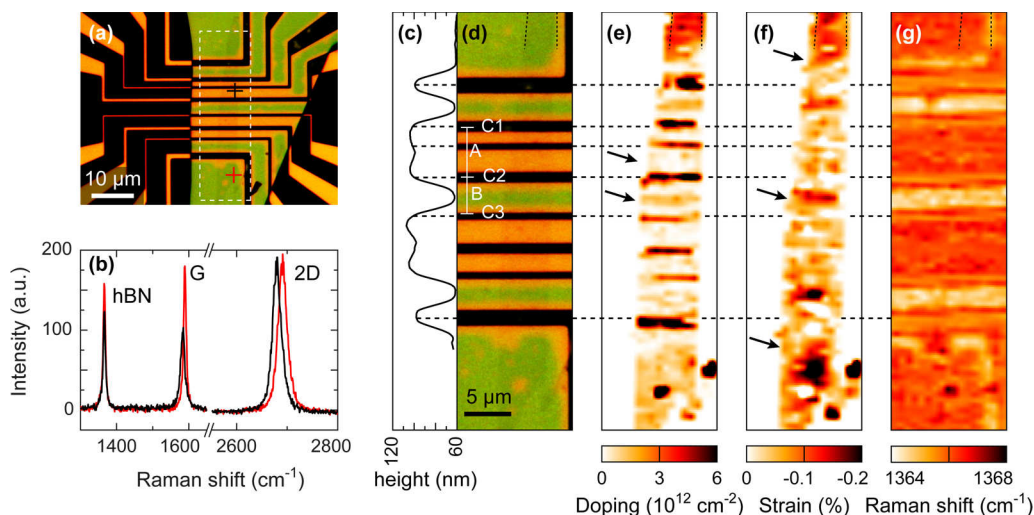 (a)
10 µm
(b)
200
150
100
50
0
Intensity (a.u.)
hBN
G
2D
1400
1600
2600
2800
Raman shift (cm-1)
(c)
120
60
height (nm)
(d)
C1
A
C2
B
C3
5 µm
(e)
0
3
6
Doping (10^12 cm-2)
(f)
0
-0.1
-0.2
Strain (%)
(g)
1364
1368
Raman shift (cm-1)